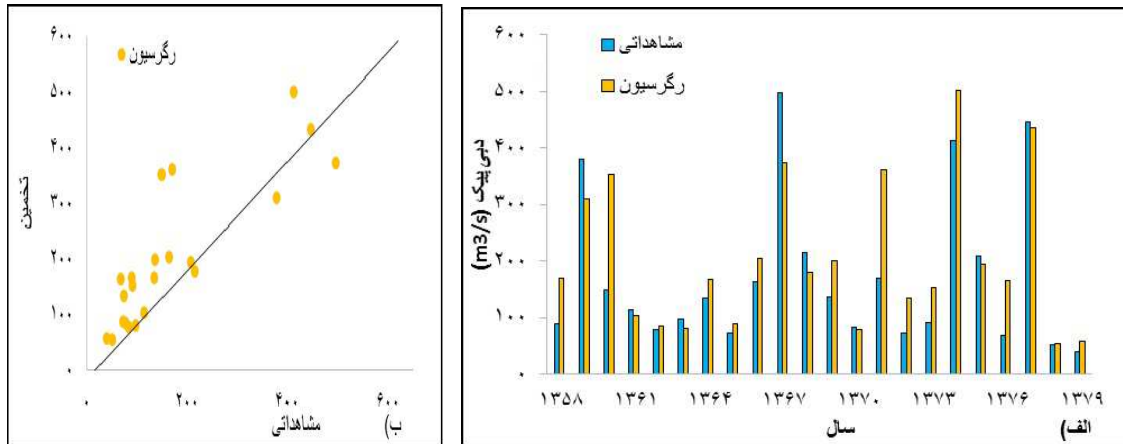 ۶۰۰
۵۰۰
۴۰۰
۳۰۰
۲۰۰
۱۰۰
۰
دبی پیک (m3/s)
مشاهداتی
رگرسیون
۱۳۵۸ ۱۳۶۱ ۱۳۶۴ ۱۳۶۷ ۱۳۷۰ ۱۳۷۳ ۱۳۷۶ ۱۳۷۹
سال
الف)
۶۰۰
۵۰۰
۴۰۰
۳۰۰
۲۰۰
۱۰۰
۰
تخمین
رگرسیون
۰ ۲۰۰ ۴۰۰ ۶۰۰
مشاهداتی
ب)